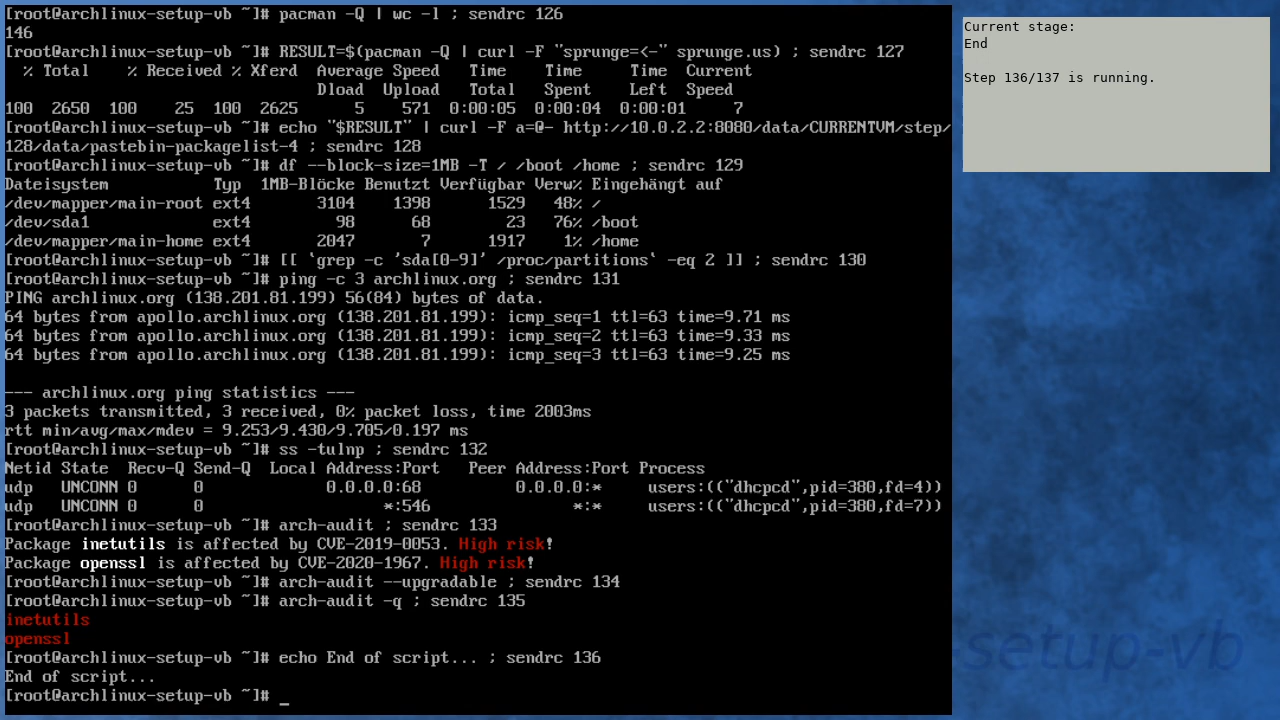 [root@archlinux-setup-vb ~]# pacman -Q | wc -l ; sendrc 126
146
[root@archlinux-setup-vb ~]# RESULT=$(pacman -Q | curl -F "sprunge=<-" sprunge.us) ; sendrc 127
  % Total    % Received % Xferd  Average Speed   Time    Time     Time  Current
                                 Dload  Upload   Total   Spent    Left  Speed
100  2650  100    25  100  2625      5    571  0:00:05  0:00:04  0:00:01     7
[root@archlinux-setup-vb ~]# echo "$RESULT" | curl -F a=@- http://10.0.2.2:8080/data/CURRENTVM/step/
128/data/pastebin-packagelist-4 ; sendrc 128
[root@archlinux-setup-vb ~]# df --block-size=1MB -T / /boot /home ; sendrc 129
Dateisystem           Typ  1MB-Blöcke Benutzt Verfügbar Verw% Eingehängt auf
/dev/mapper/main-root ext4       3104    1398      1529   48% /
/dev/sda1             ext4         98      68        23   76% /boot
/dev/mapper/main-home ext4       2047       7      1917    1% /home
[root@archlinux-setup-vb ~]# [[ `grep -c 'sda[0-9]' /proc/partitions` -eq 2 ]] ; sendrc 130
[root@archlinux-setup-vb ~]# ping -c 3 archlinux.org ; sendrc 131
PING archlinux.org (138.201.81.199) 56(84) bytes of data.
64 bytes from apollo.archlinux.org (138.201.81.199): icmp_seq=1 ttl=63 time=9.71 ms
64 bytes from apollo.archlinux.org (138.201.81.199): icmp_seq=2 ttl=63 time=9.33 ms
64 bytes from apollo.archlinux.org (138.201.81.199): icmp_seq=3 ttl=63 time=9.25 ms

--- archlinux.org ping statistics ---
3 packets transmitted, 3 received, 0% packet loss, time 2003ms
rtt min/avg/max/mdev = 9.253/9.430/9.705/0.197 ms
[root@archlinux-setup-vb ~]# ss -tulnp ; sendrc 132
Netid State  Recv-Q Send-Q  Local Address:Port   Peer Address:Port Process
udp   UNCONN 0      0             0.0.0.0:68          0.0.0.0:*     users:(("dhcpcd",pid=380,fd=4))
udp   UNCONN 0      0                   *:546               *:*     users:(("dhcpcd",pid=380,fd=7))
[root@archlinux-setup-vb ~]# arch-audit ; sendrc 133
Package inetutils is affected by CVE-2019-0053. High risk!
Package openssl is affected by CVE-2020-1967. High risk!
[root@archlinux-setup-vb ~]# arch-audit --upgradable ; sendrc 134
[root@archlinux-setup-vb ~]# arch-audit -q ; sendrc 135
inetutils
openssl
[root@archlinux-setup-vb ~]# echo End of script... ; sendrc 136
End of script...
[root@archlinux-setup-vb ~]# _
Current stage:
End

Step 136/137 is running.
-setup-vb